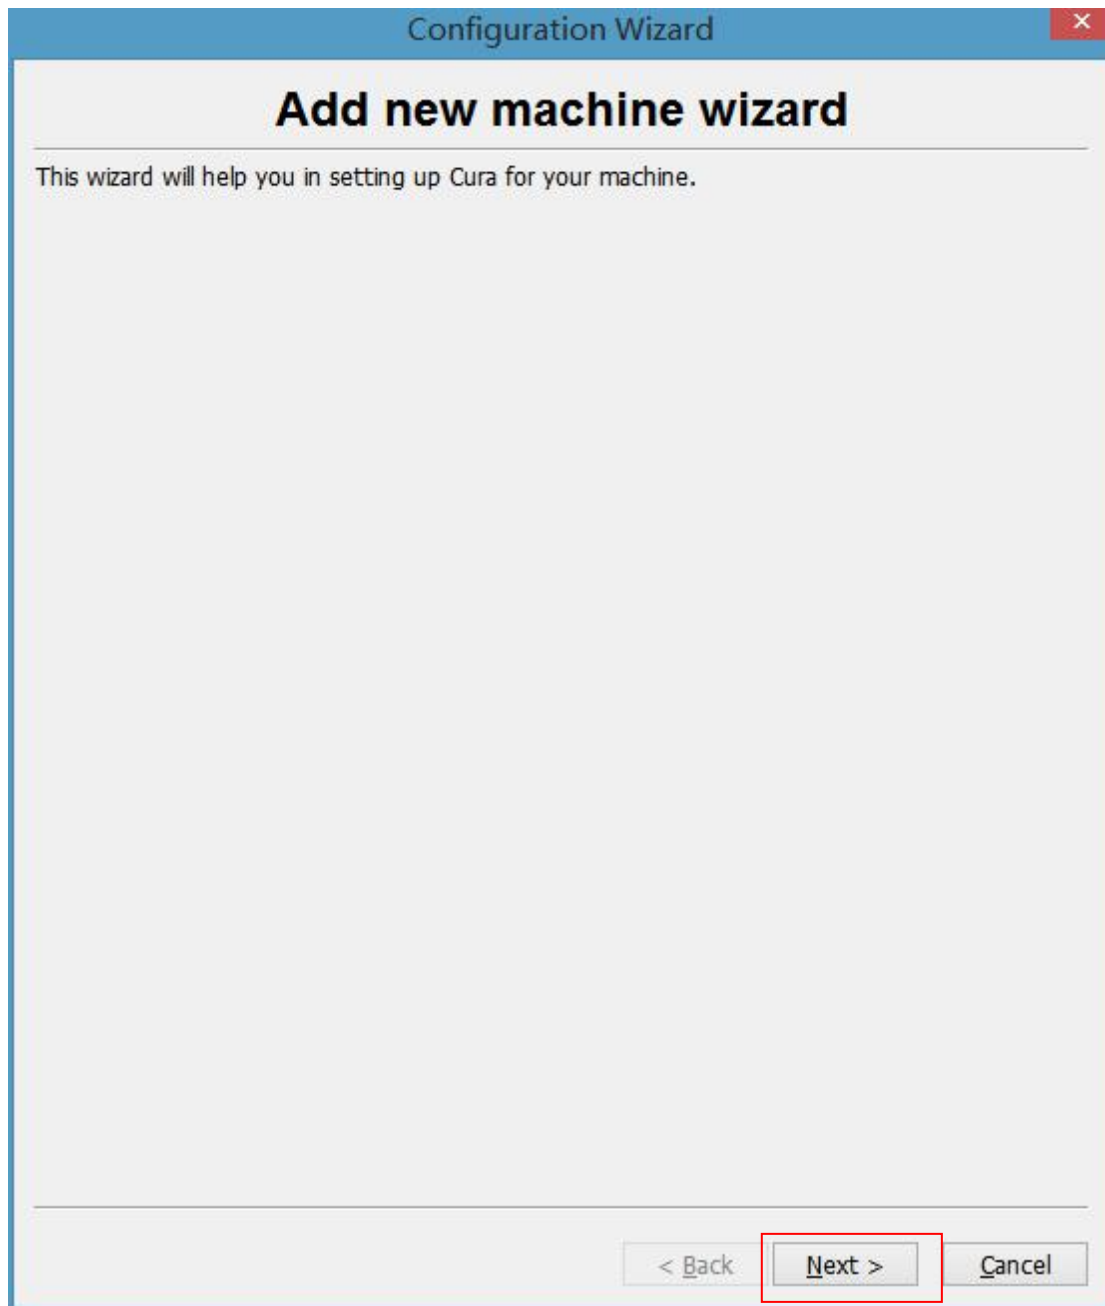 Configuration Wizard
Add new machine wizard
This wizard will help you in setting up Cura for your machine.
< Back Next > Cancel